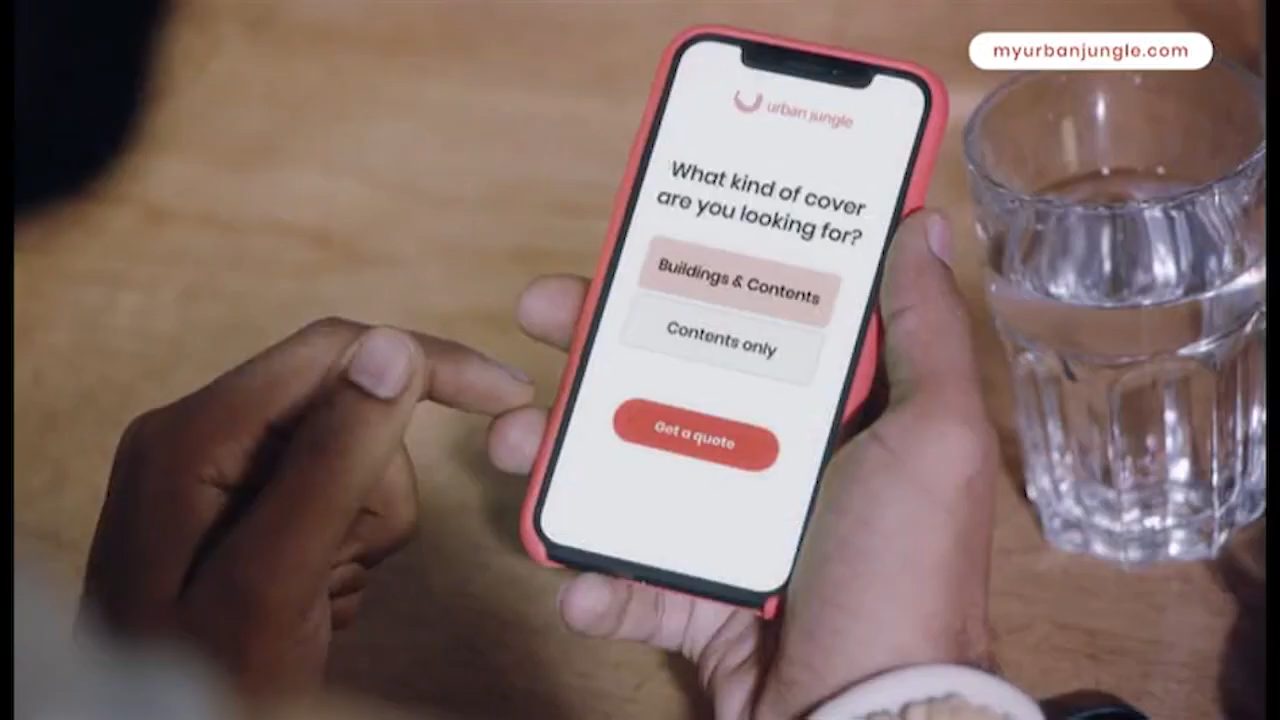 myurbanjungle.com
urban jungle
What kind of cover
are you looking for?
Buildings & Contents
Contents only
Get a quote